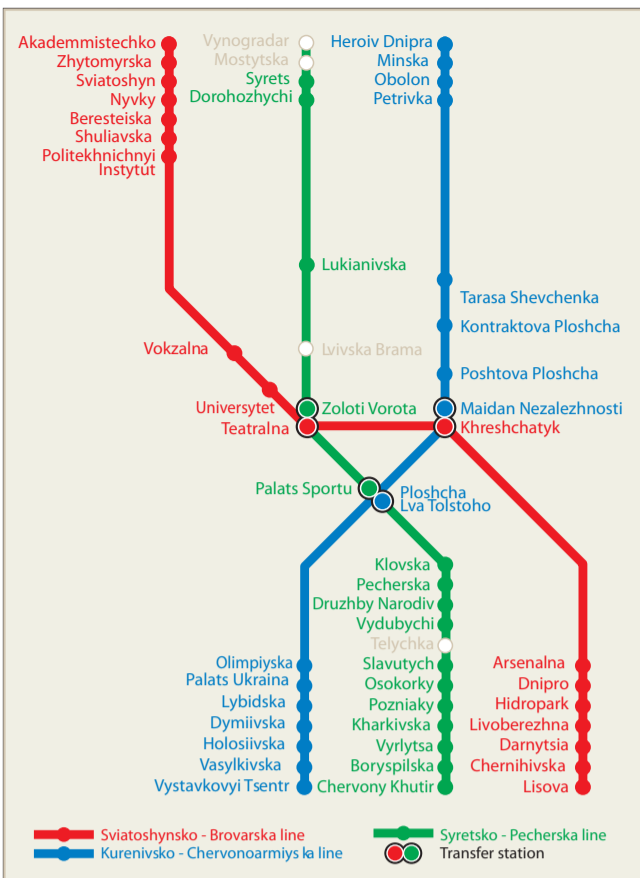 Akademmistechko
Zhytomyrska
Sviatoshyn
Nyvky
Beresteiska
Shuliavska
Politekhnichnyi
Instytut
Vokzalna
Universytet
Teatralna
Vynogradar
Mostytska
Syrets
Dorohozhychi
Lukianivska
Lvivska Brama
Zoloti Vorota
Palats Sportu
Heroiv Dnipra
Minska
Obolon
Petrivka
Tarasa Shevchenka
Kontraktova Ploshcha
Poshtova Ploshcha
Maidan Nezalezhnosti
Khreshchatyk
Ploshcha
Lva Tolstoho
Klovska
Pecherska
Druzhby Narodiv
Vydubychi
Telychka
Slavutych
Osokorky
Pozniaky
Kharkivska
Vyrlytsa
Boryspilska
Chervony Khutir
Olimpiyska
Palats Ukraina
Lybidska
Dymiivska
Holosiivska
Vasylkivska
Vystavkovyi Tsentr
Arsenalna
Dnipro
Hidropark
Livoberezhna
Darnytsia
Chernihivska
Lisova
Sviatoshynsko - Brovarska line
Kurenivsko - Chervonoarmiys ka line
Syretsko - Pecherska line
Transfer station